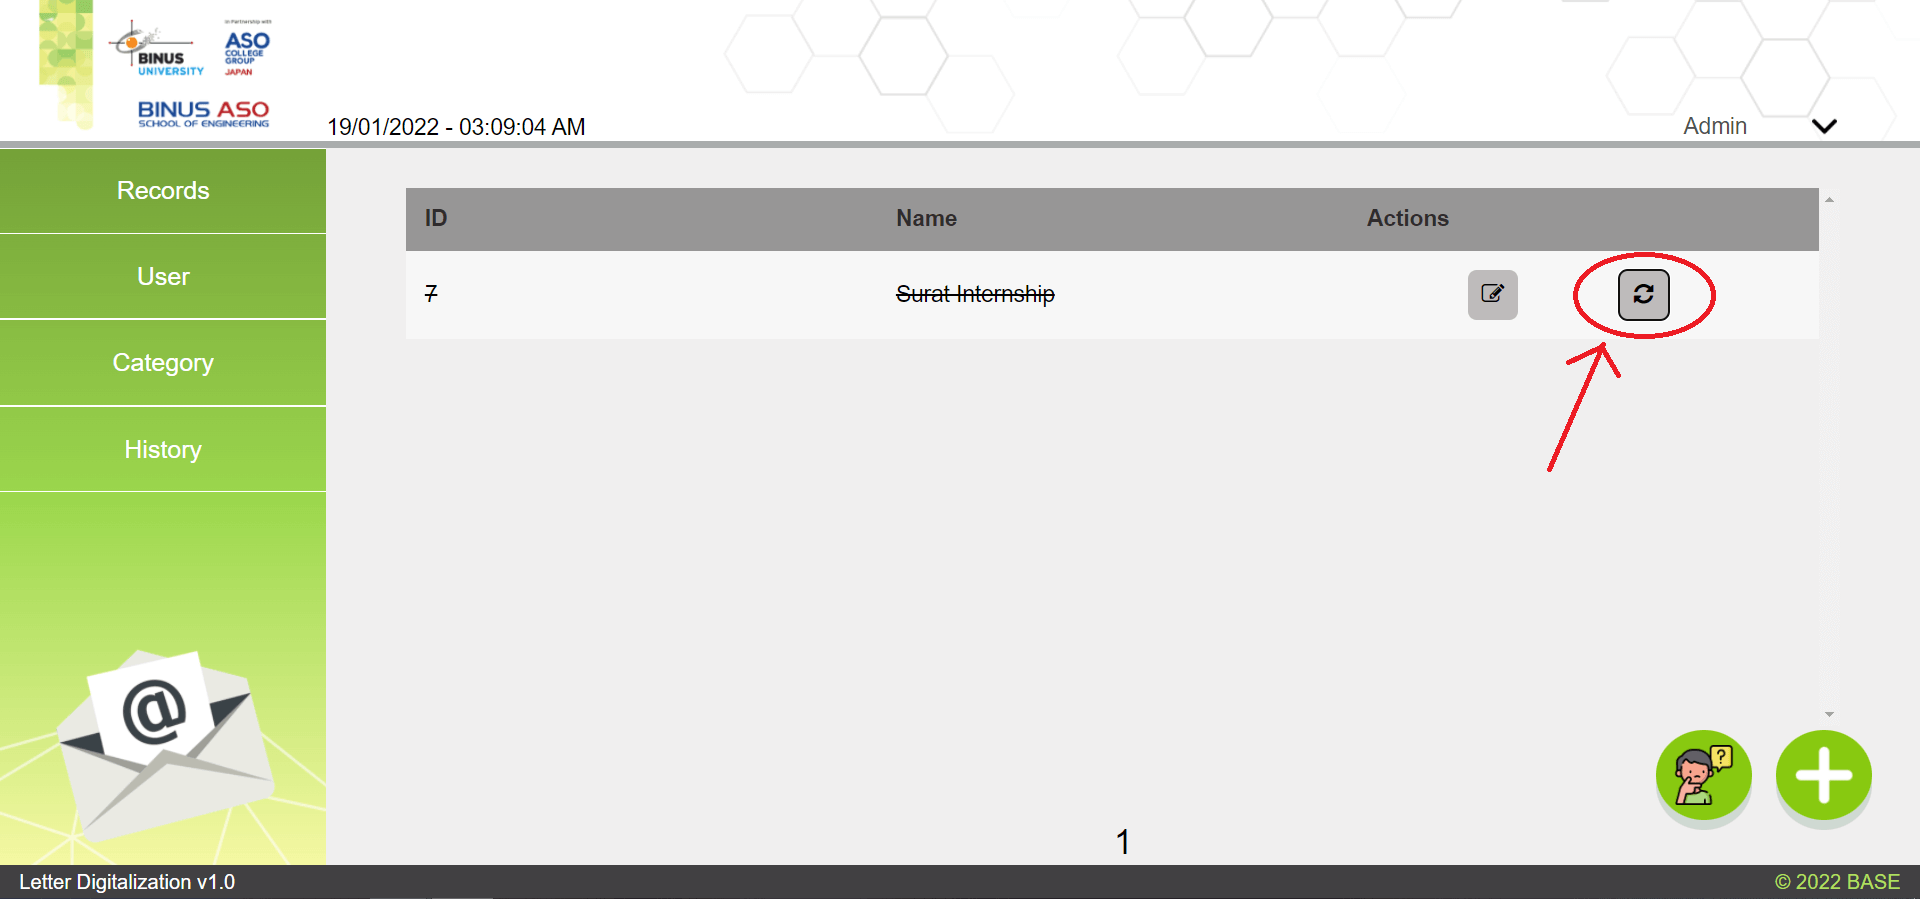 In Partnership with
BINUS
UNIVERSITY
ASO
COLLEGE
GROUP
JAPAN
BINUS ASO
SCHOOL OF ENGINEERING
19/01/2022 - 03:09:04 AM
Admin
Records
User
Category
History
ID Name Actions
7 Surat Internship
@
?
1
Letter Digitalization v1.0
© 2022 BASE